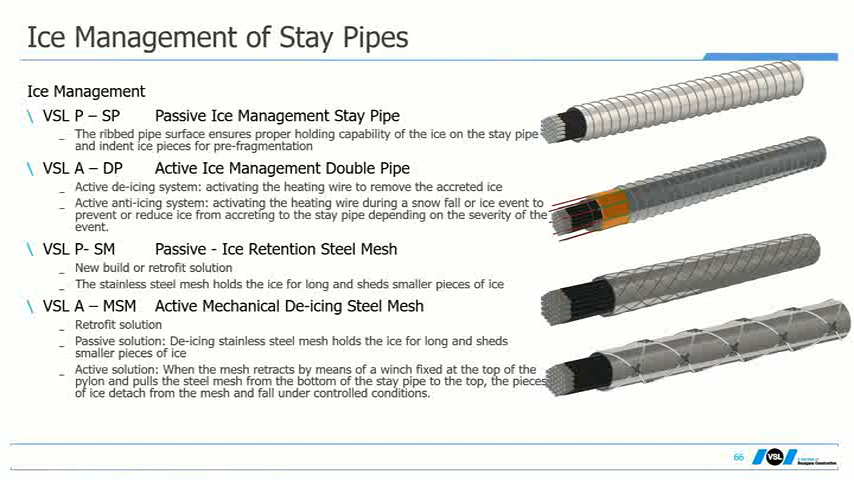 Ice Management of Stay Pipes
Ice Management
\ VSL P – SP Passive Ice Management Stay Pipe
_ The ribbed pipe surface ensures proper holding capability of the ice on the stay pipe
and indent ice pieces for pre-fragmentation
\ VSL A – DP Active Ice Management Double Pipe
_ Active de-icing system: activating the heating wire to remove the accreted ice
_ Active anti-icing system: activating the heating wire during a snow fall or ice event to
prevent or reduce ice from accreting to the stay pipe depending on the severity of the
event.
\ VSL P- SM Passive - Ice Retention Steel Mesh
_ New build or retrofit solution
_ The stainless steel mesh holds the ice for long and sheds smaller pieces of ice
\ VSL A – MSM Active Mechanical De-icing Steel Mesh
_ Retrofit solution
_ Passive solution: De-icing stainless steel mesh holds the ice for long and sheds
smaller pieces of ice
_ Active solution: When the mesh retracts by means of a winch fixed at the top of the
pylon and pulls the steel mesh from the bottom of the stay pipe to the top, the pieces
of ice detach from the mesh and fall under controlled conditions.
66
VSL